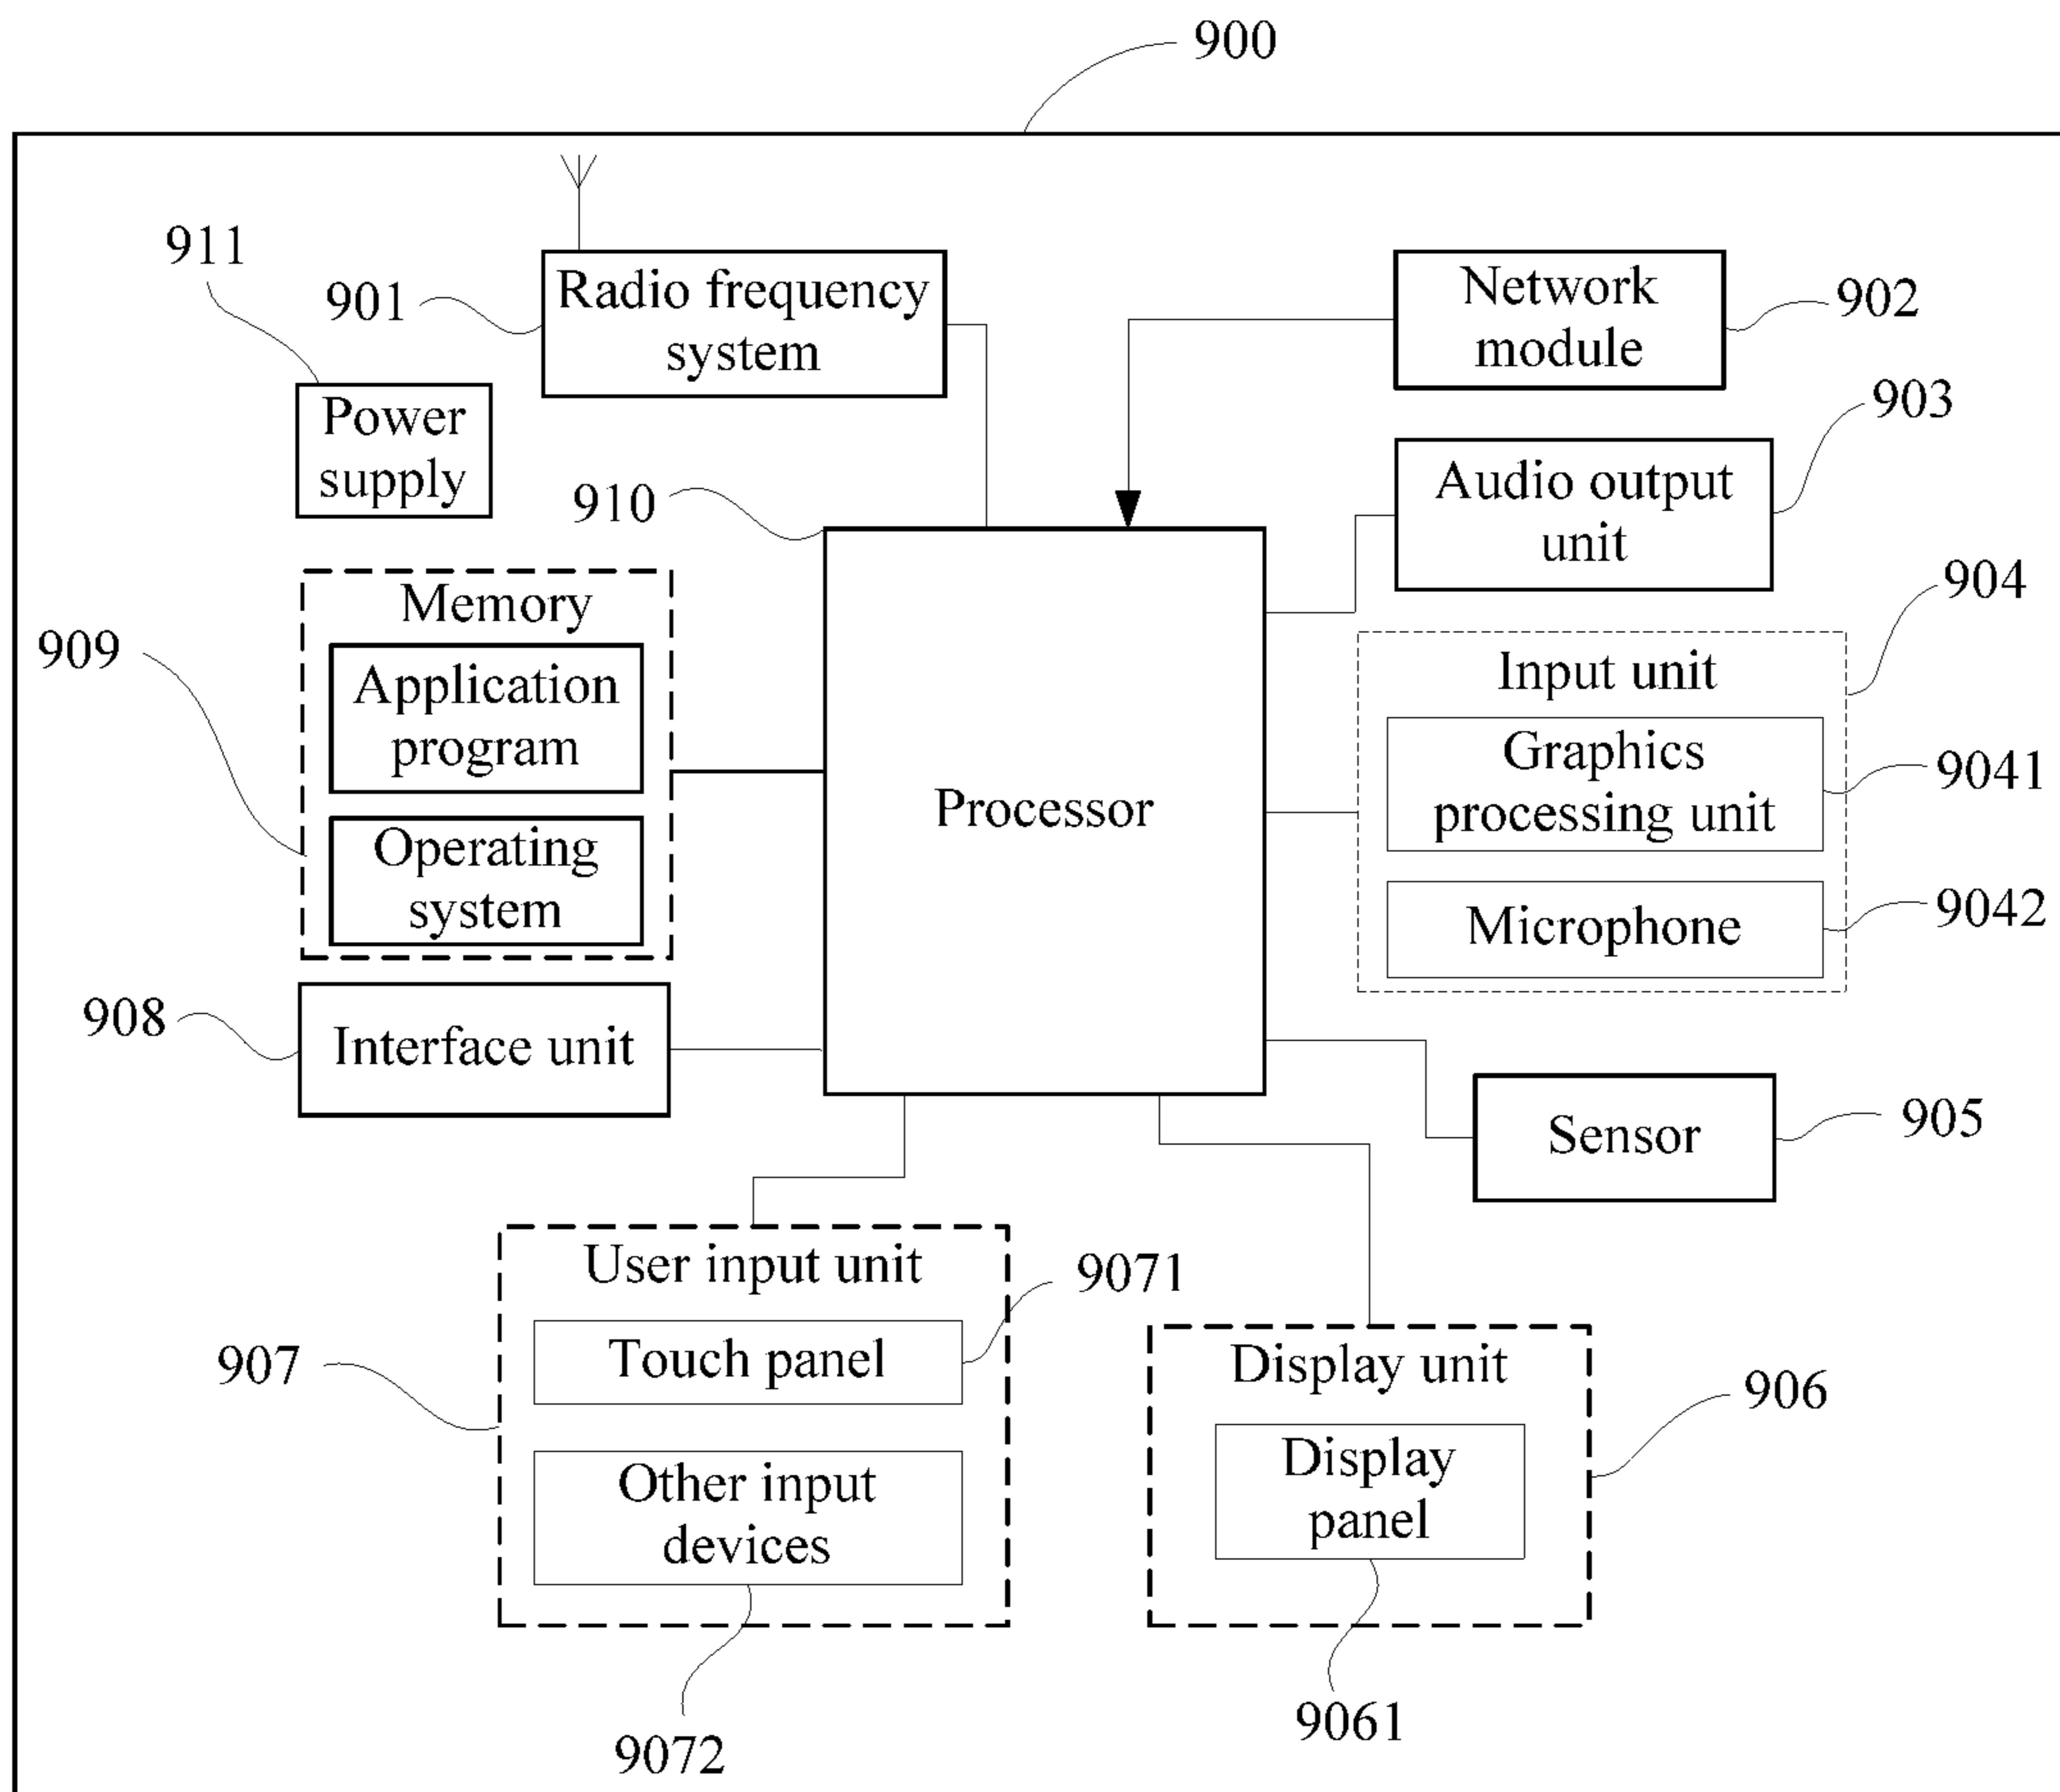 900
911
901
Radio frequency
system
Network
module
902
Power
supply
903
Audio output
unit
910
904
Memory
909
Application
program
Operating
system
Processor
Input unit
Graphics
processing unit
9041
Microphone
9042
908
Interface unit
Sensor
905
User input unit
9071
907
Touch panel
Other input
devices
9072
Display unit
906
Display
panel
9061